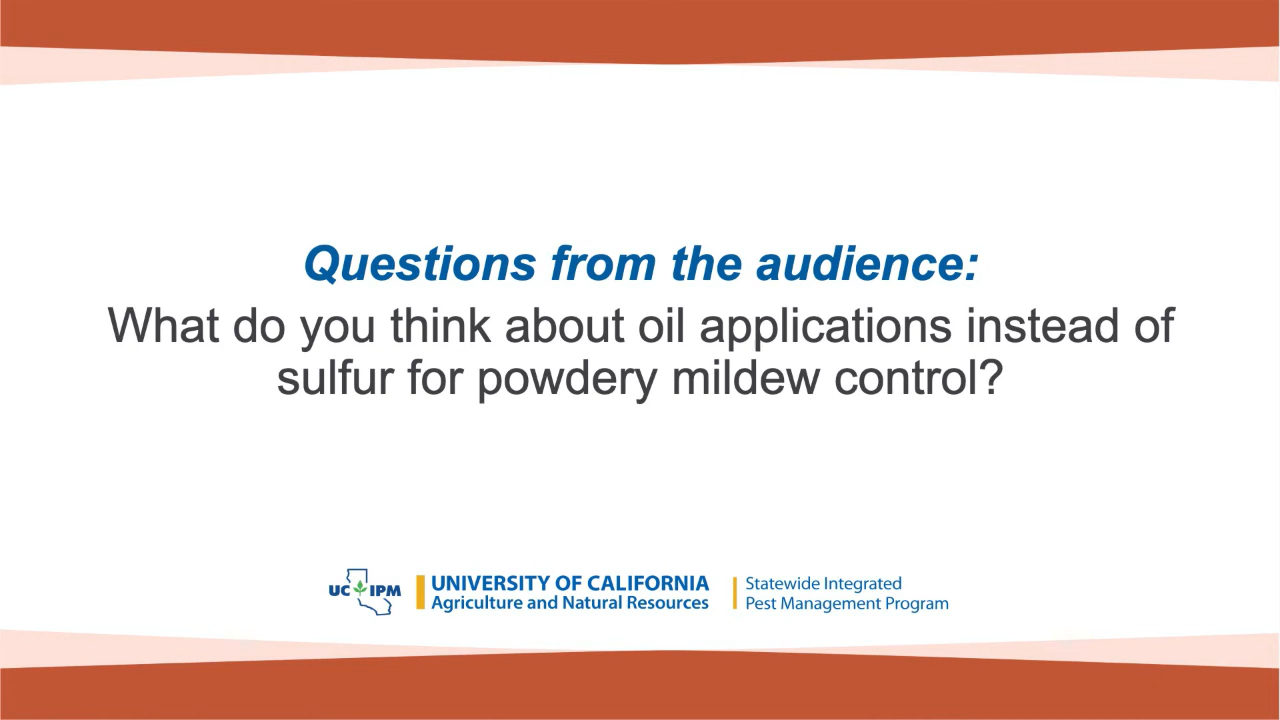 Questions from the audience:
What do you think about oil applications instead of
sulfur for powdery mildew control?
UC IPM
UNIVERSITY OF CALIFORNIA
Agriculture and Natural Resources
Statewide Integrated
Pest Management Program